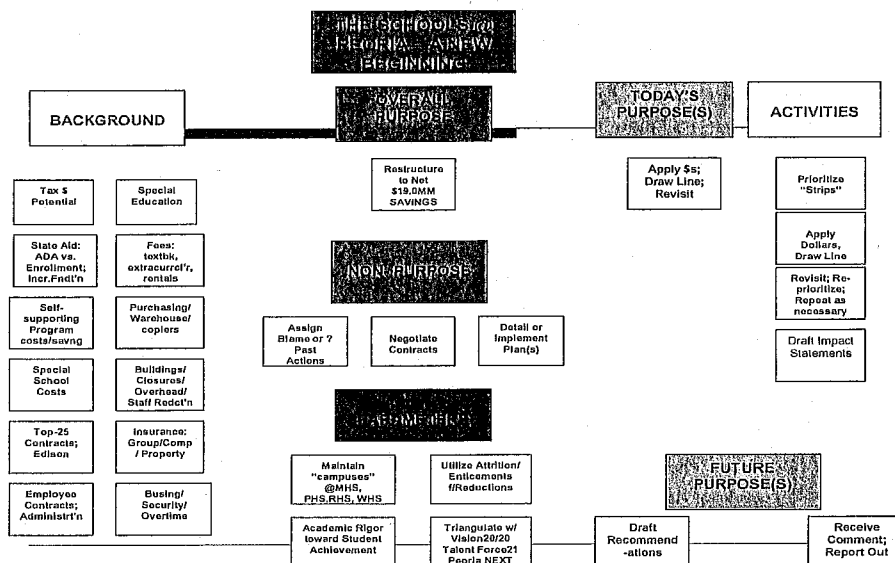 THE SCHOOLS @
PEORIA A NEW
BEGINNING
BACKGROUND
OVERALL
PURPOSE
TODAY'S
PURPOSE(S)
ACTIVITIES
Tax $
Potential
Special
Education
State Aid:
ADA vs.
Enrollment;
Incr.Fndl'n
Fees:
textbk,
extracurrcl'r,
rentals
Self-
supporting
Program
costs/savng
Purchasing/
Warehouse/
copiers
Special
School
Costs
Buildings/
Closures/
Overhead/
Staff Redct'n
Top-25
Contracts;
Edison
Insurance:
Group/Comp
/ Property
Employee
Contracts;
Administri'n
Busing/
Security/
Overtime
Restructure
to Net
$19.0MM
SAVINGS
NON PURPOSE
Assign
Blame or ?
Past
Actions
Negotiate
Contracts
Detail or
Implement
Plan(s)
Maintain
"campuses"
@MHS,
PHS,RHS, WHS
Utilize Attrition/
Enticements
f/Reductions
Academic Rigor
toward Student
Achievement
Triangulate w/
Vision20/20
Talent Force21
Peoria NEXT
Apply $s;
Draw Line;
Revisit
Prioritize
"Strips"
Apply
Dollars,
Draw Line
Revisit; Re-
prioritize;
Repeat as
necessary
Draft Impact
Statements
FUTURE
PURPOSE(S)
Draft
Recommend
-ations
Receive
Comment;
Report Out